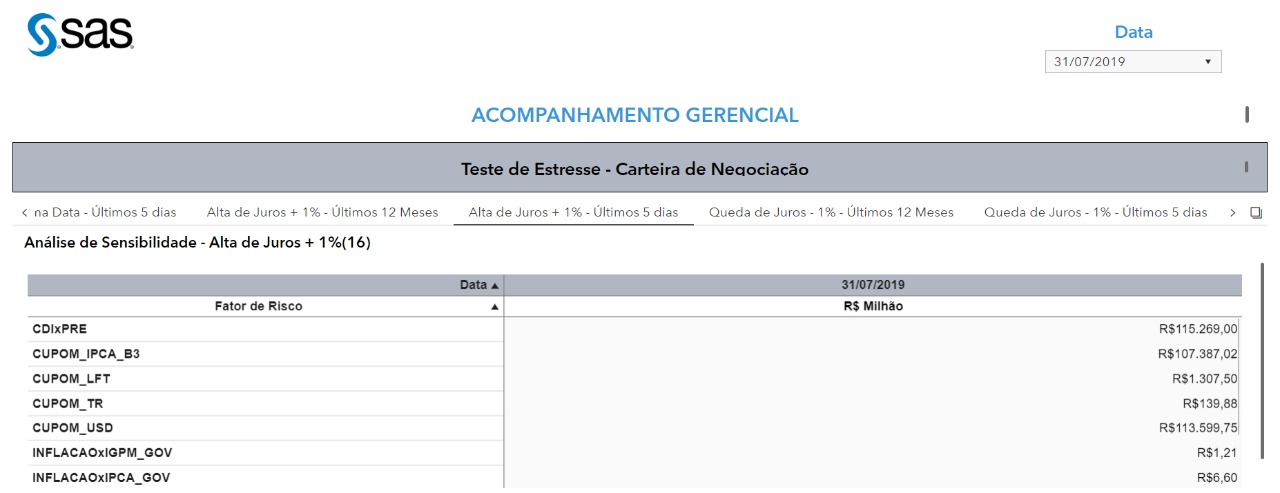 sas
Data
31/07/2019
ACOMPANHAMENTO GERENCIAL
Teste de Estresse - Carteira de Negociação
na Data - Últimos 5 dias Alta de Juros + 1% - Últimos 12 Meses Alta de Juros + 1% - Últimos 5 dias Queda de Juros - 1% - Últimos 12 Meses Queda de Juros - 1% - Últimos 5 dias
Análise de Sensibilidade - Alta de Juros + 1%(16)
Data 31/07/2019
Fator de Risco R$ Milhão
CDIxPRE R$115.269,00
CUPOM_IPCA_B3 R$107.387,02
CUPOM_LFT R$1.307,50
CUPOM_TR R$139,88
CUPOM_USD R$113.599,75
INFLACAOxIGPM_GOV R$1,21
INFLACAOxIPCA_GOV R$6,60